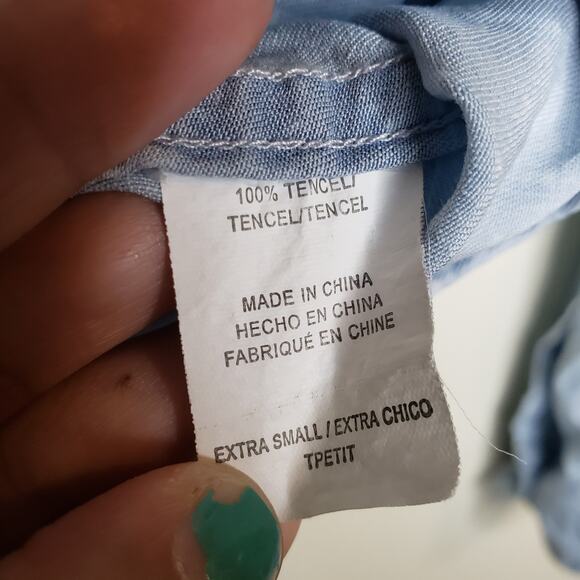 100% TENCEL/
TENCEL/TENCEL
MADE IN CHINA
HECHO EN CHINA
FABRIQUÉ EN CHINE
EXTRA SMALL / EXTRA CHICO
TPETIT